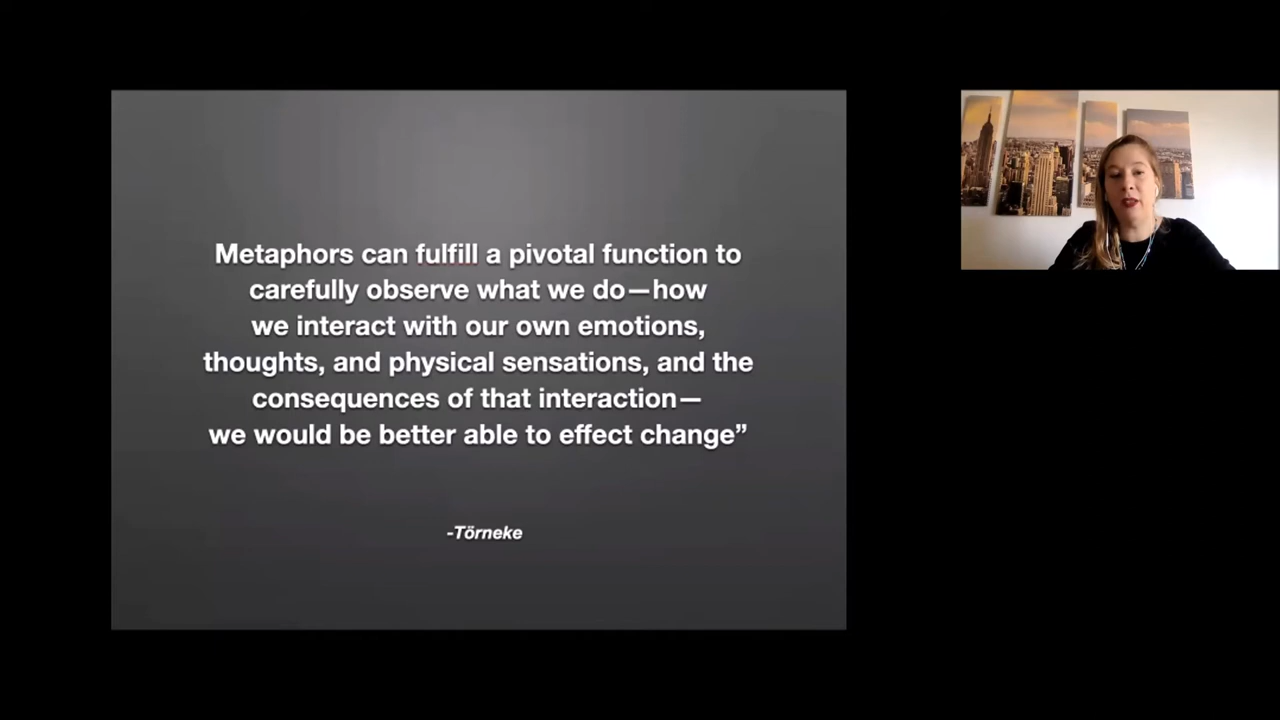 Metaphors can fulfill a pivotal function to
carefully observe what we do—how
we interact with our own emotions,
thoughts, and physical sensations, and the
consequences of that interaction—
we would be better able to effect change”
-Törneke